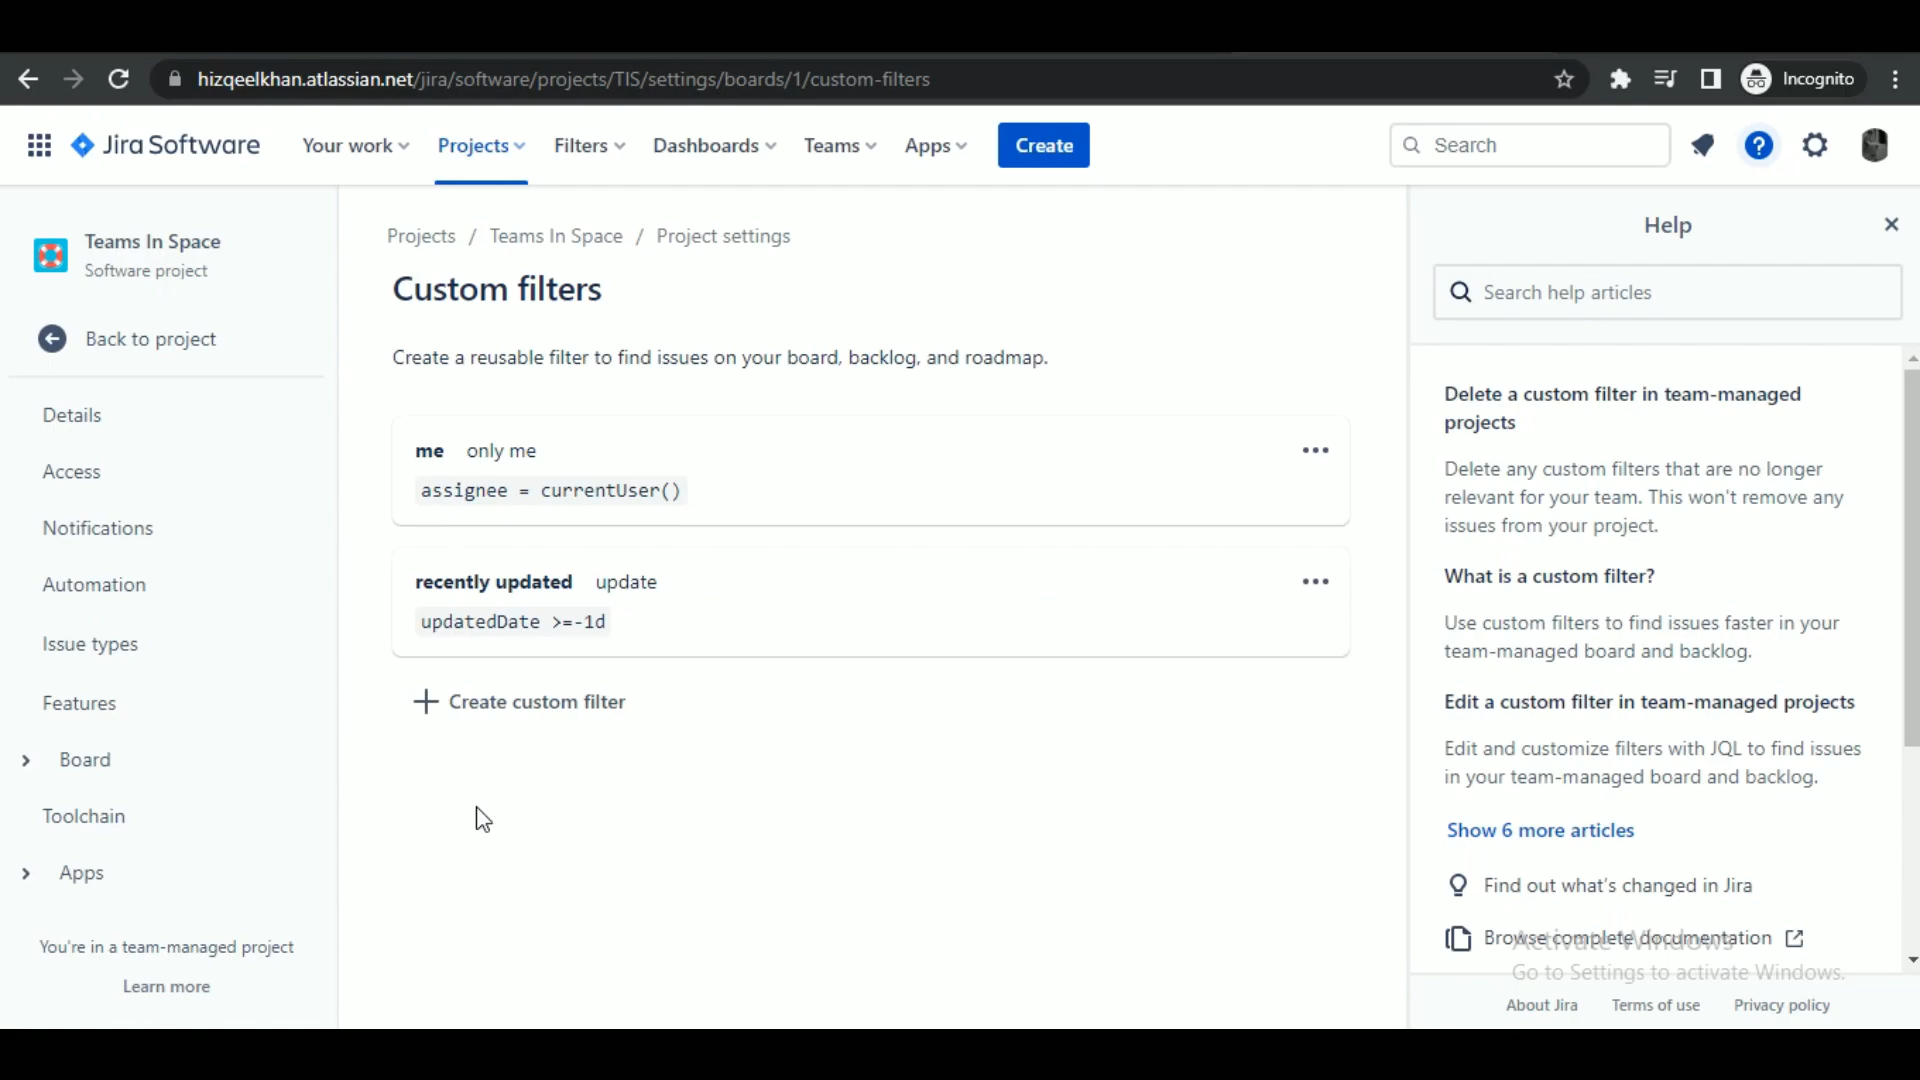 hizqeelkhan.atlassian.net/jira/software/projects/TIS/settings/boards/1/custom-filters
Incognito
Jira Software
Your work
Projects
Filters
Dashboards
Teams
Apps
Create
Search
Teams In Space
Software project
Back to project
Details
Access
Notifications
Automation
Issue types
Features
Board
Toolchain
Apps
You're in a team-managed project
Learn more
Projects / Teams In Space / Project settings
Custom filters
Create a reusable filter to find issues on your board, backlog, and roadmap.
me only me
assignee = currentUser()
recently updated update
updatedDate >=-1d
Create custom filter
Help
Search help articles
Delete a custom filter in team-managed
projects
Delete any custom filters that are no longer
relevant for your team. This won't remove any
issues from your project.
What is a custom filter?
Use custom filters to find issues faster in your
team-managed board and backlog.
Edit a custom filter in team-managed projects
Edit and customize filters with JQL to find issues
in your team-managed board and backlog.
Show 6 more articles
Find out what's changed in Jira
Browse complete documentation
Activate Windows
Go to Settings to activate Windows.
About Jira
Terms of use
Privacy policy